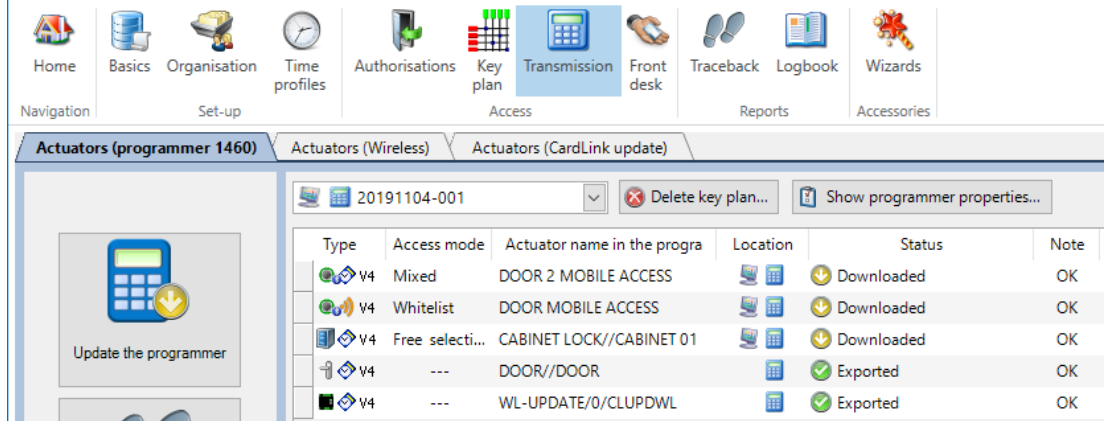 Home Basics Organisation Time profiles Authorisations Key plan Transmission Front desk Traceback Logbook Wizards
Navigation Set-up Access Reports Accessories
Actuators (programmer 1460) Actuators (Wireless) Actuators (CardLink update)
20191104-001 Delete key plan... Show programmer properties...
Type Access mode Actuator name in the progra Location Status Note
V4 Mixed DOOR 2 MOBILE ACCESS Downloaded OK
V4 Whitelist DOOR MOBILE ACCESS Downloaded OK
V4 Free selecti... CABINET LOCK//CABINET 01 Downloaded OK
V4 --- DOOR//DOOR Exported OK
V4 --- WL-UPDATE/0/CLUPDWL Exported OK
Update the programmer